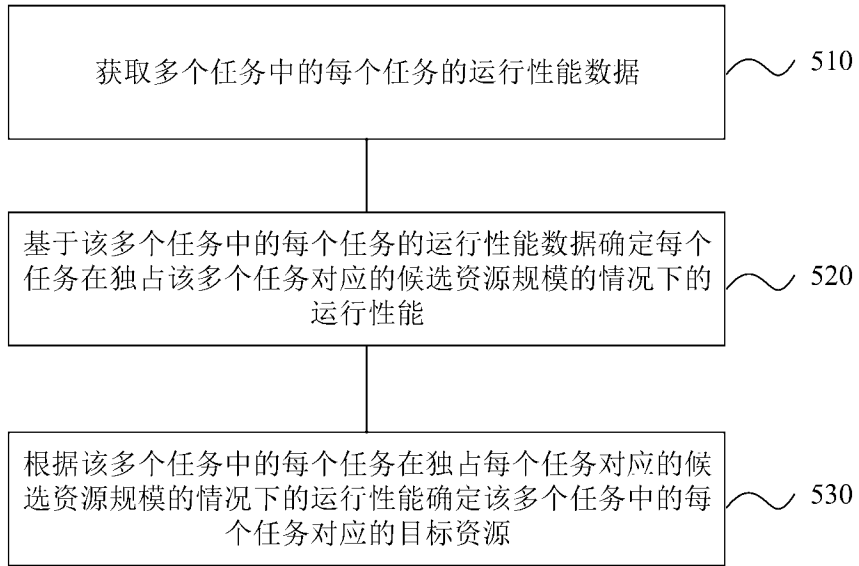 获取多个任务中的每个任务的运行性能数据
510
基于该多个任务中的每个任务的运行性能数据确定每个
任务在独占该多个任务对应的候选资源规模的情况下的
运行性能
520
根据该多个任务中的每个任务在独占每个任务对应的候
选资源规模的情况下的运行性能确定该多个任务中的每
个任务对应的目标资源
530